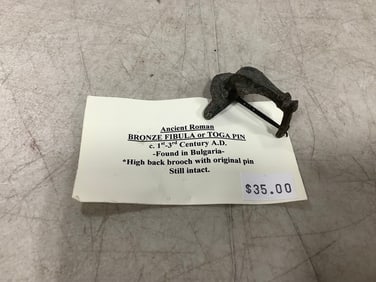 Ancient Roman
BRONZE FIBULA or TOGA PIN
c. 1st-3rd Century A.D.
-Found in Bulgaria-
*High back brooch with original pin
Still intact.
$35.00